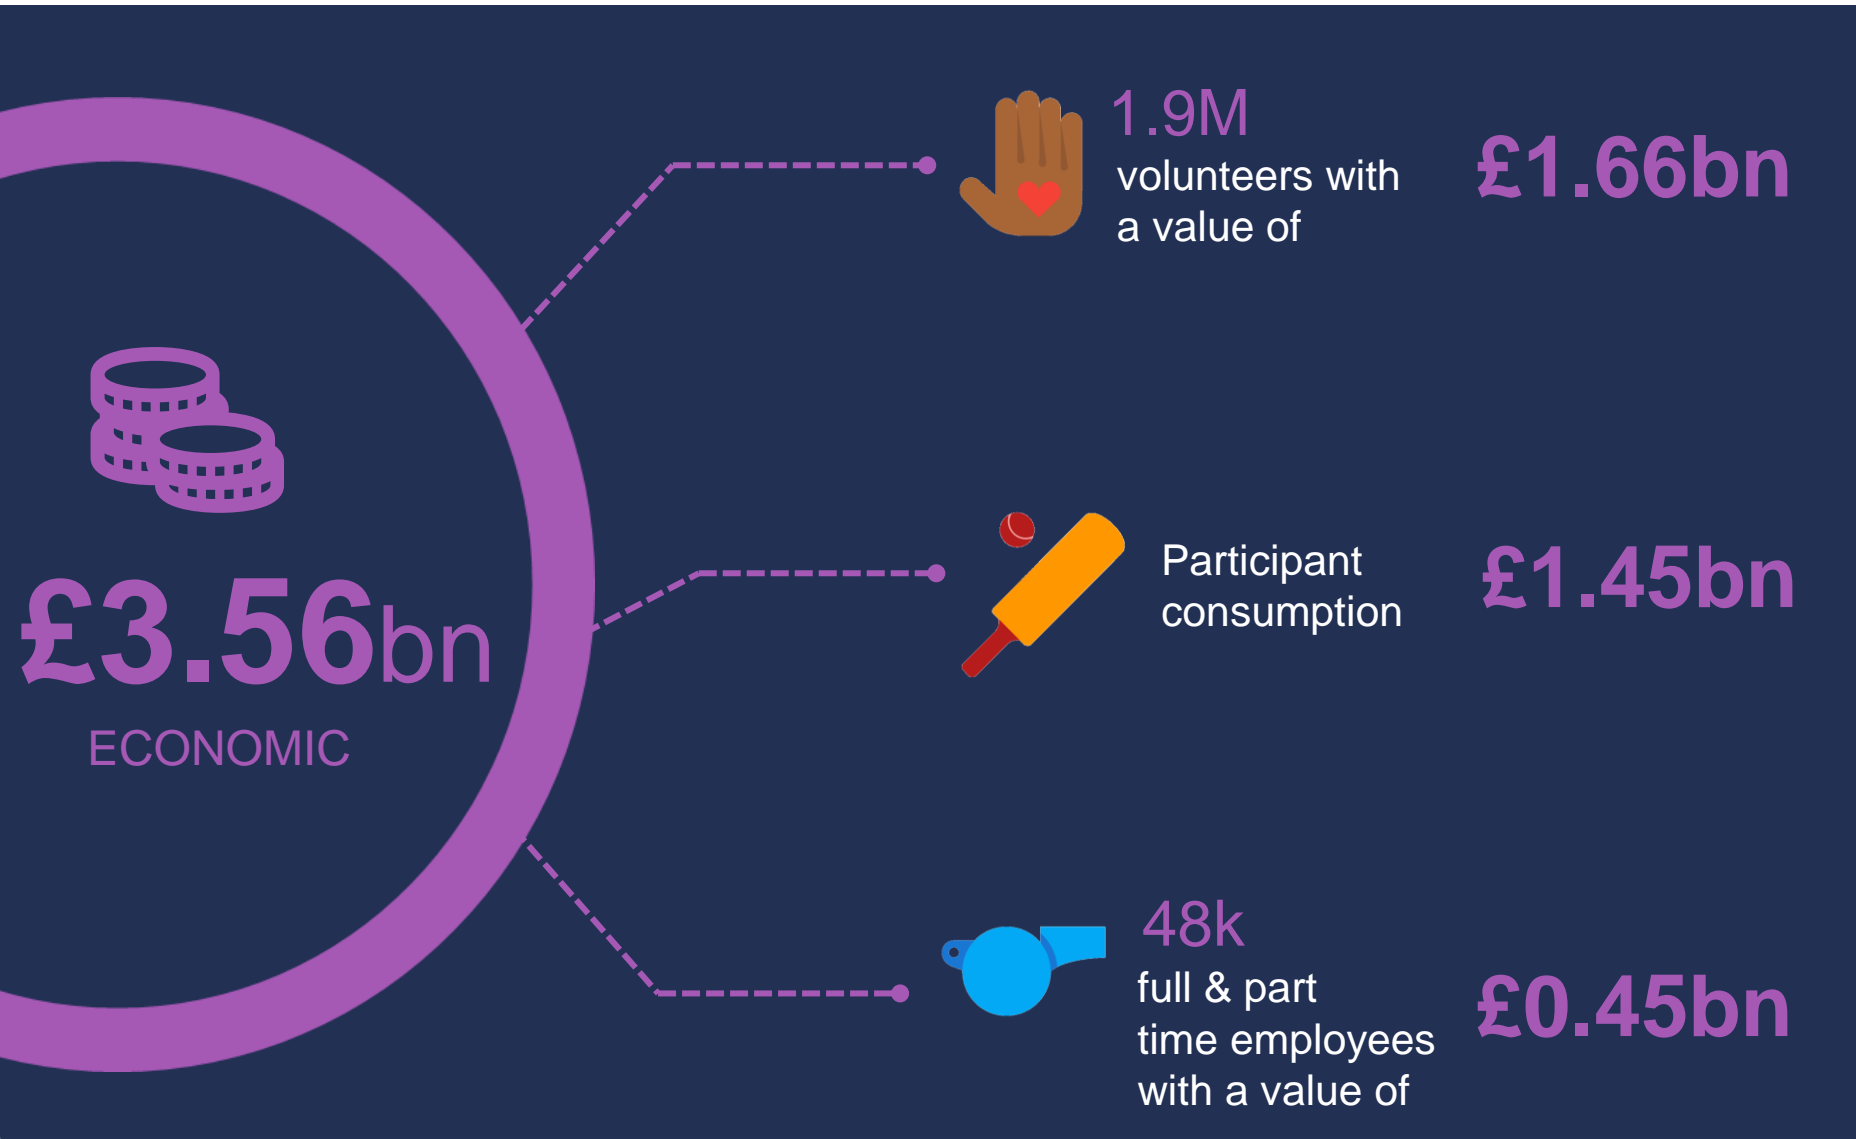 £3.56bn
ECONOMIC
1.9M
volunteers with
a value of
£1.66bn
Participant
consumption
£1.45bn
48k
full & part
time employees
with a value of
£0.45bn